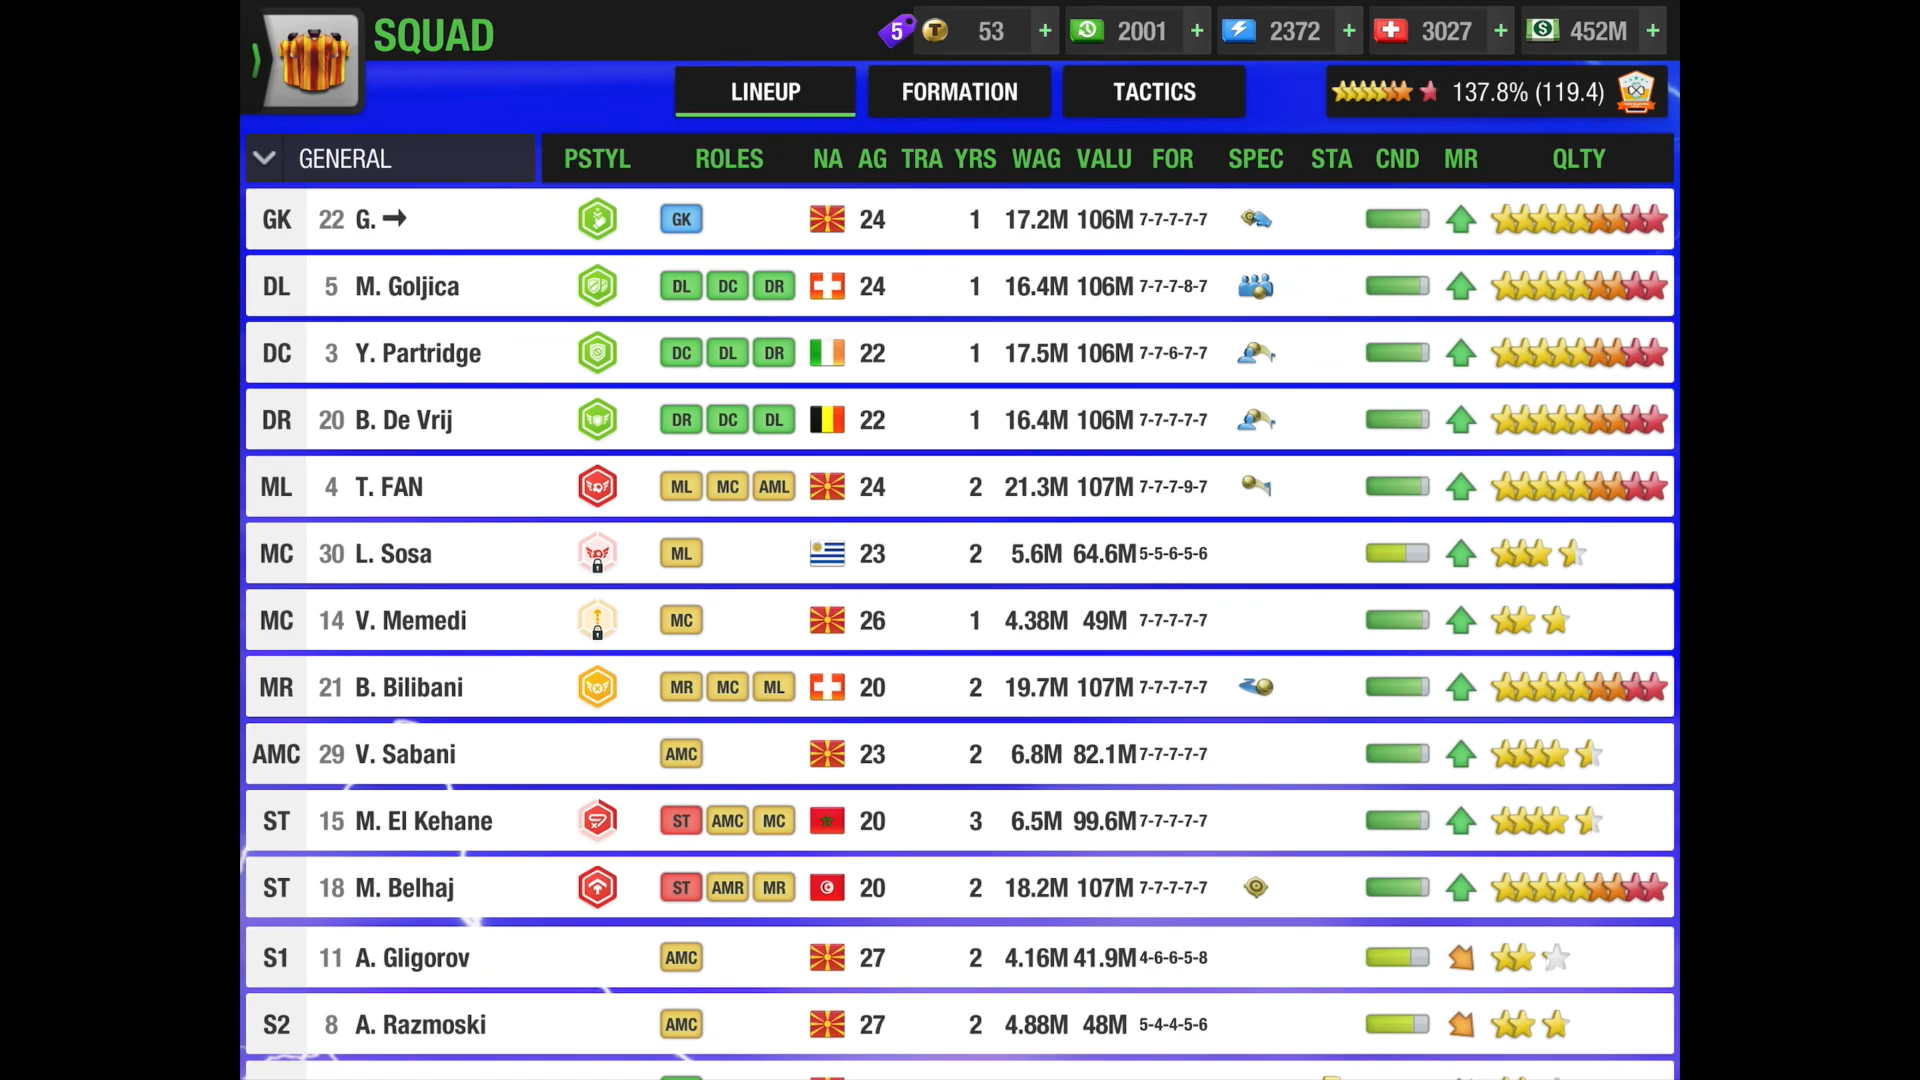 SQUAD
5 T 53 + 2001 + 2372 + 3027 + $ 452M +
LINEUP FORMATION TACTICS 137.8% (119.4)
GENERAL PSTYL ROLES NA AG TRA YRS WAG VALU FOR SPEC STA CND MR QLTY
GK 22 G. → GK 24 1 17.2M 106M 7-7-7-7-7
DL 5 M. Goljica DL DC DR 24 1 16.4M 106M 7-7-7-8-7
DC 3 Y. Partridge DC DL DR 22 1 17.5M 106M 7-7-6-7-7
DR 20 B. De Vrij DR DC DL 22 1 16.4M 106M 7-7-7-7-7
ML 4 T. FAN ML MC AML 24 2 21.3M 107M 7-7-7-9-7
MC 30 L. Sosa ML 23 2 5.6M 64.6M 5-5-6-5-6
MC 14 V. Memedi MC 26 1 4.38M 49M 7-7-7-7-7
MR 21 B. Bilibani MR MC ML 20 2 19.7M 107M 7-7-7-7-7
AMC 29 V. Sabani AMC 23 2 6.8M 82.1M 7-7-7-7-7
ST 15 M. El Kehane ST AMC MC 20 3 6.5M 99.6M 7-7-7-7-7
ST 18 M. Belhaj ST AMR MR 20 2 18.2M 107M 7-7-7-7-7
S1 11 A. Gligorov AMC 27 2 4.16M 41.9M 4-6-6-5-8
S2 8 A. Razmoski AMC 27 2 4.88M 48M 5-4-4-5-6